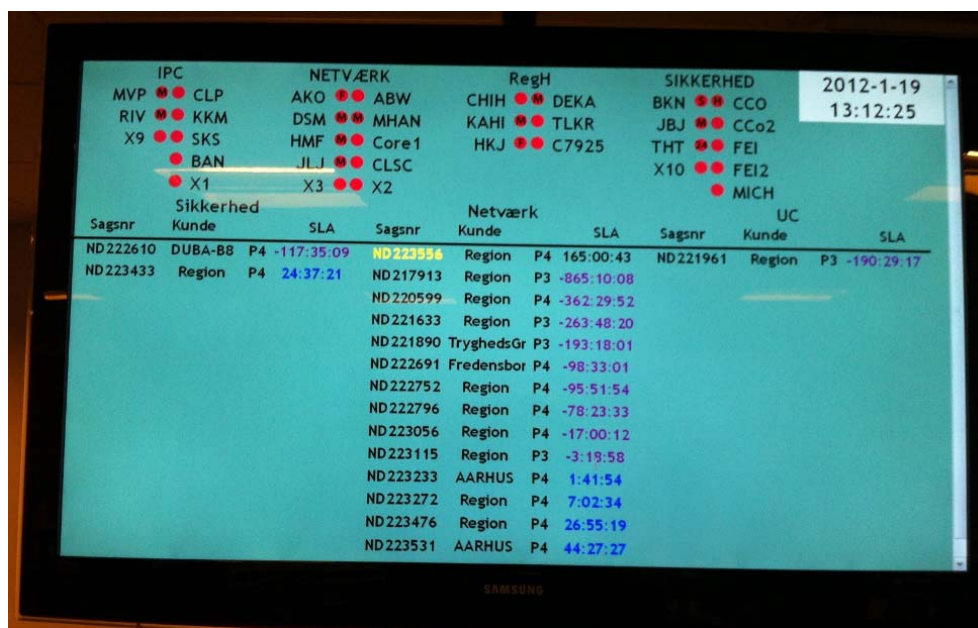 IPC NETVÆRK RegH SIKKERHED 2012-1-19
MVP M CLP AKO F ABW CHIH M DEKA BKN S H CCO 13:12:25
RIV M KKM DSM M M MHAN KAHI M TLKR JBJ M CCo2
X9 SKS HMF M Core1 HKJ F C7925 THT 24 FEI
BAN JLJ M CLSC X10 FEI2
X1 X3 X2 MICH
Sikkerhed Netværk UC
Sagsnr Kunde SLA Sagsnr Kunde SLA Sagsnr Kunde SLA
ND222610 DUBA-B8 P4 -117:35:09 ND223556 Region P4 165:00:43 ND221961 Region P3 -190:29:17
ND223433 Region P4 24:37:21 ND217913 Region P3 -865:10:08
ND220599 Region P4 -362:29:52
ND221633 Region P3 -263:48:20
ND221890 TryghedsGr P3 -193:18:01
ND222691 Fredensbor P4 -98:33:01
ND222752 Region P4 -95:51:54
ND222796 Region P4 -78:23:33
ND223056 Region P4 -17:00:12
ND223115 Region P3 -3:18:58
ND223233 AARHUS P4 1:41:54
ND223272 Region P4 7:02:34
ND223476 Region P4 26:55:19
ND223531 AARHUS P4 44:27:27
SAMSUNG